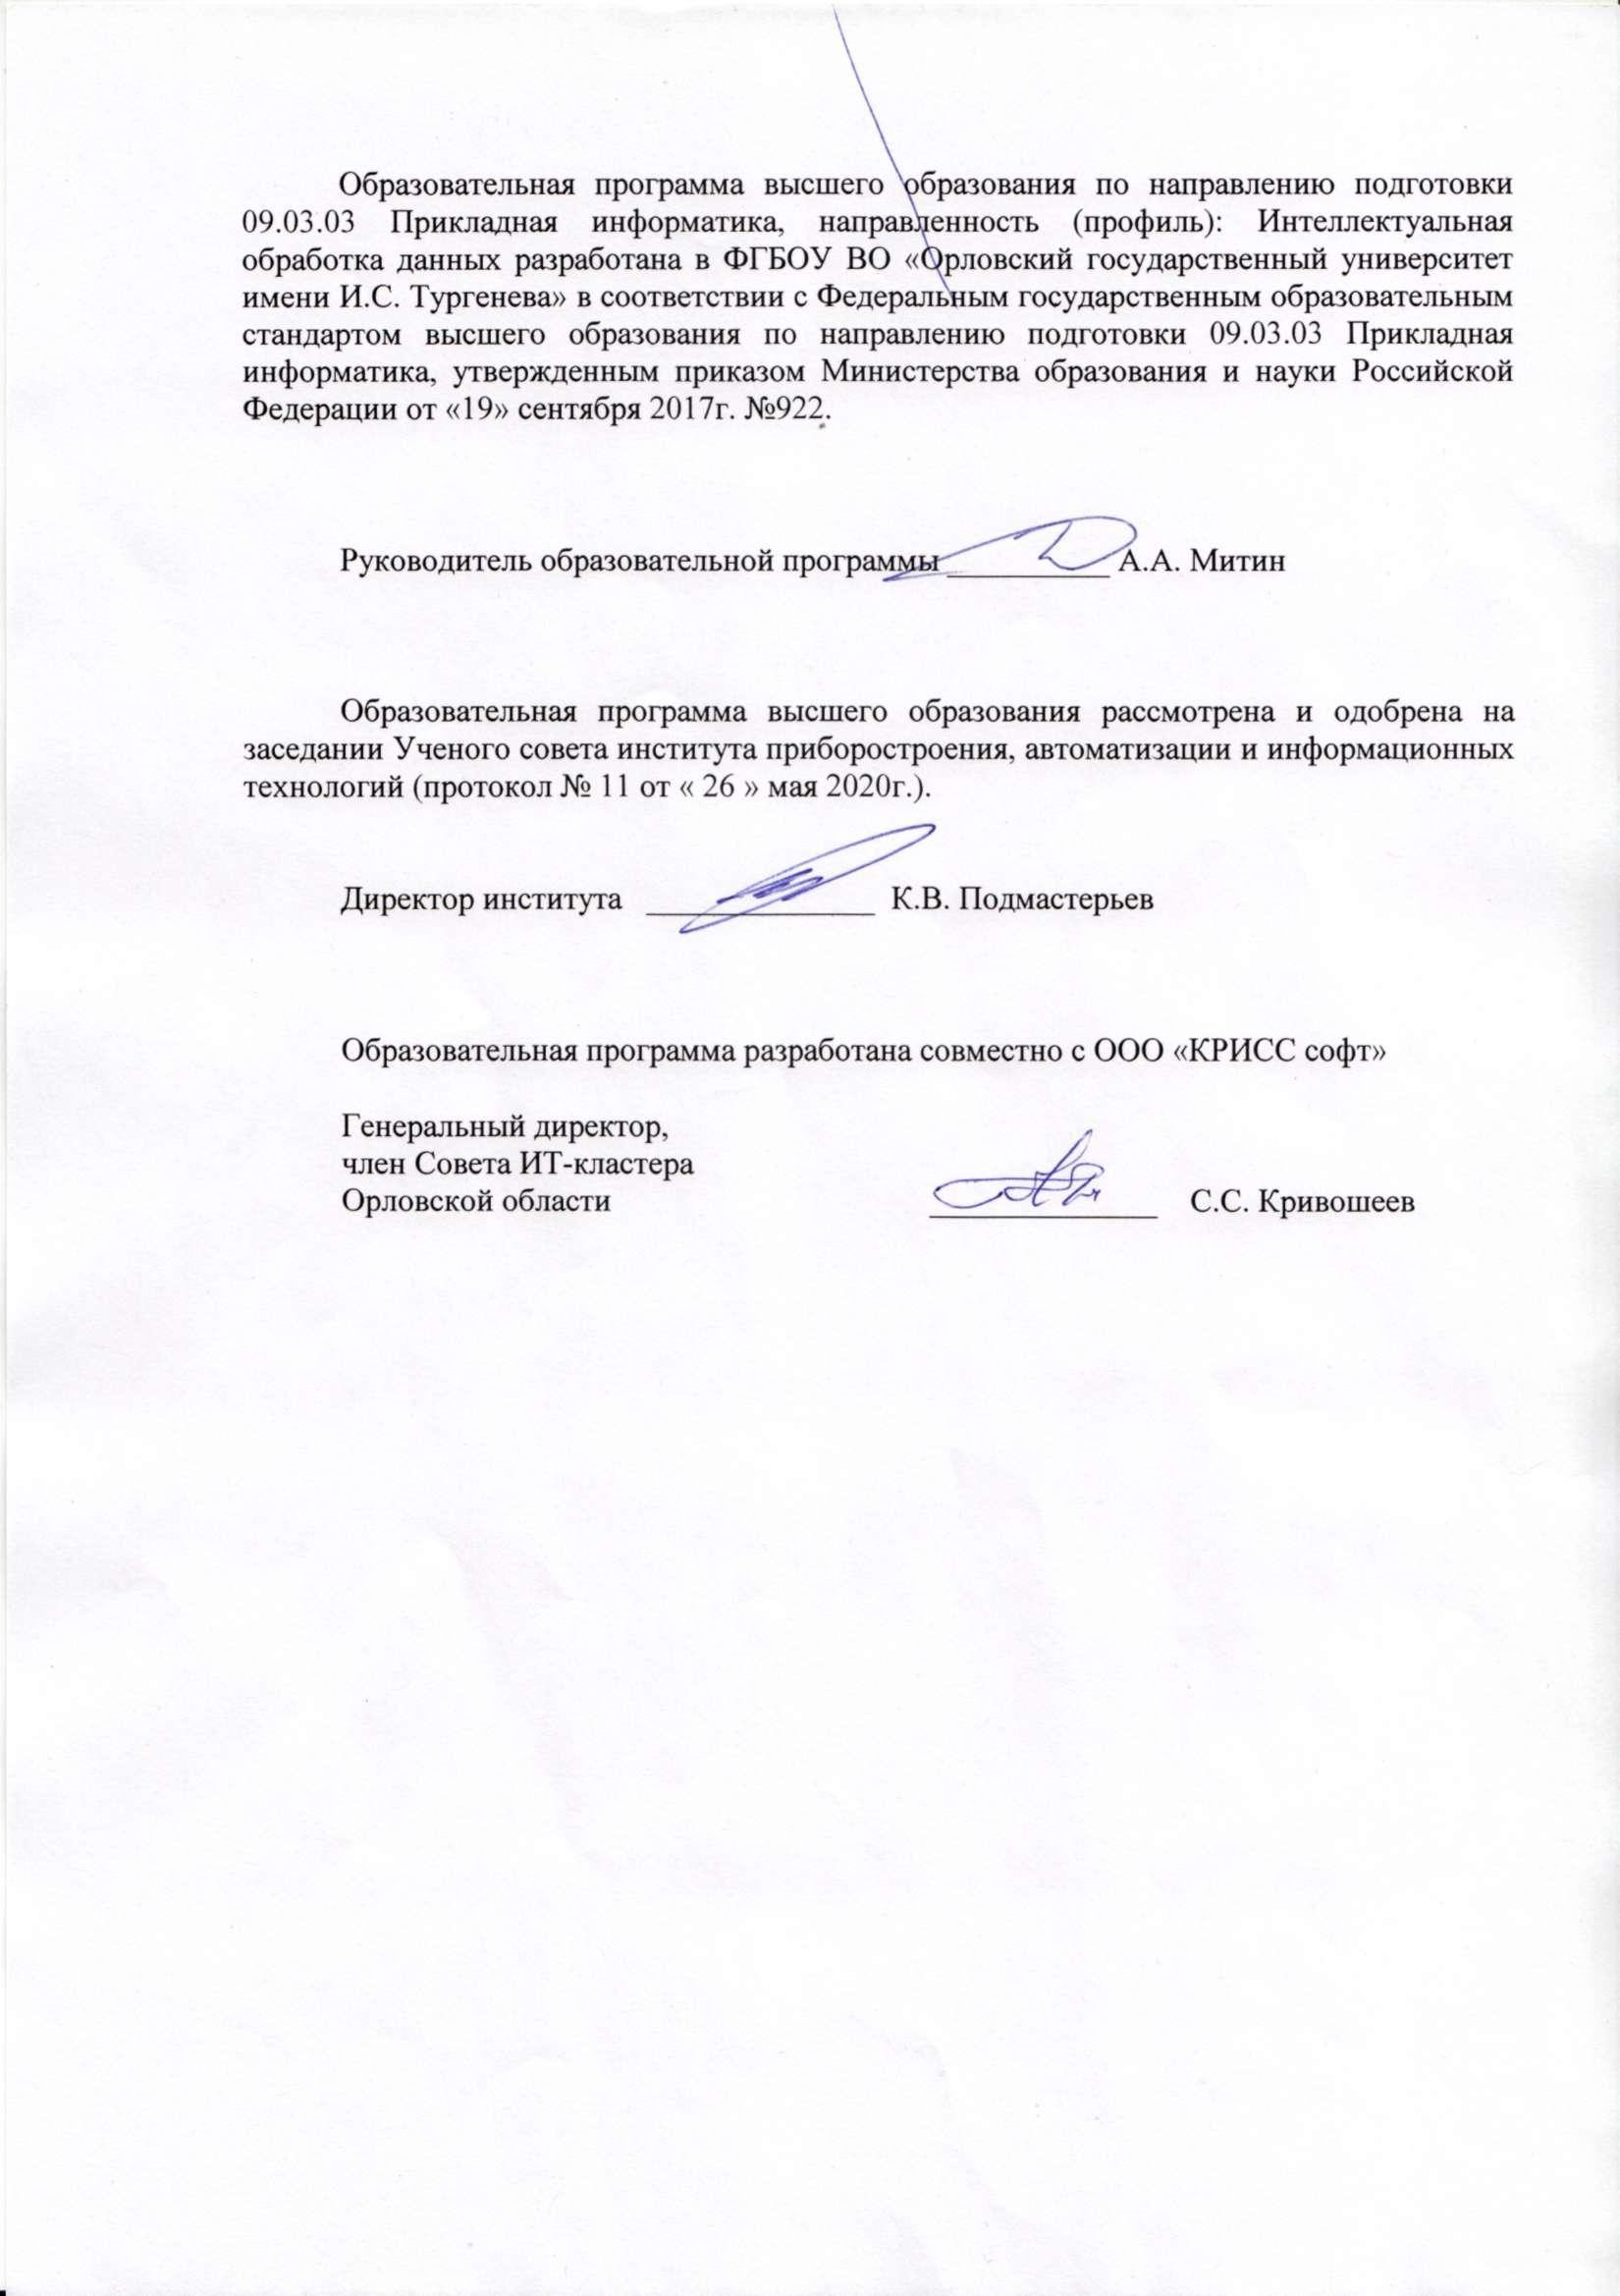 Образовательная программа высшего образования по направлению подготовки
09.03.03 Прикладная информатика, направленность (профиль): Интеллектуальная
обработка данных разработана в ФГБОУ ВО «Орловский государственный университет
имени И.С. Тургенева» в соответствии с Федеральным государственным образовательным
стандартом высшего образования по направлению подготовки 09.03.03 Прикладная
информатика, утвержденным приказом Министерства образования и науки Российской
Федерации от «19» сентября 2017г. №922.
Руководитель образовательной программы __________ А.А. Митин
Образовательная программа высшего образования рассмотрена и одобрена на
заседании Ученого совета института приборостроения, автоматизации и информационных
технологий (протокол № 11 от « 26 » мая 2020г.).
Директор института ______________ К.В. Подмастерьев
Образовательная программа разработана совместно с ООО «КРИСС софт»
Генеральный директор,
член Совета ИТ-кластера
Орловской области ______________ С.С. Кривошеев